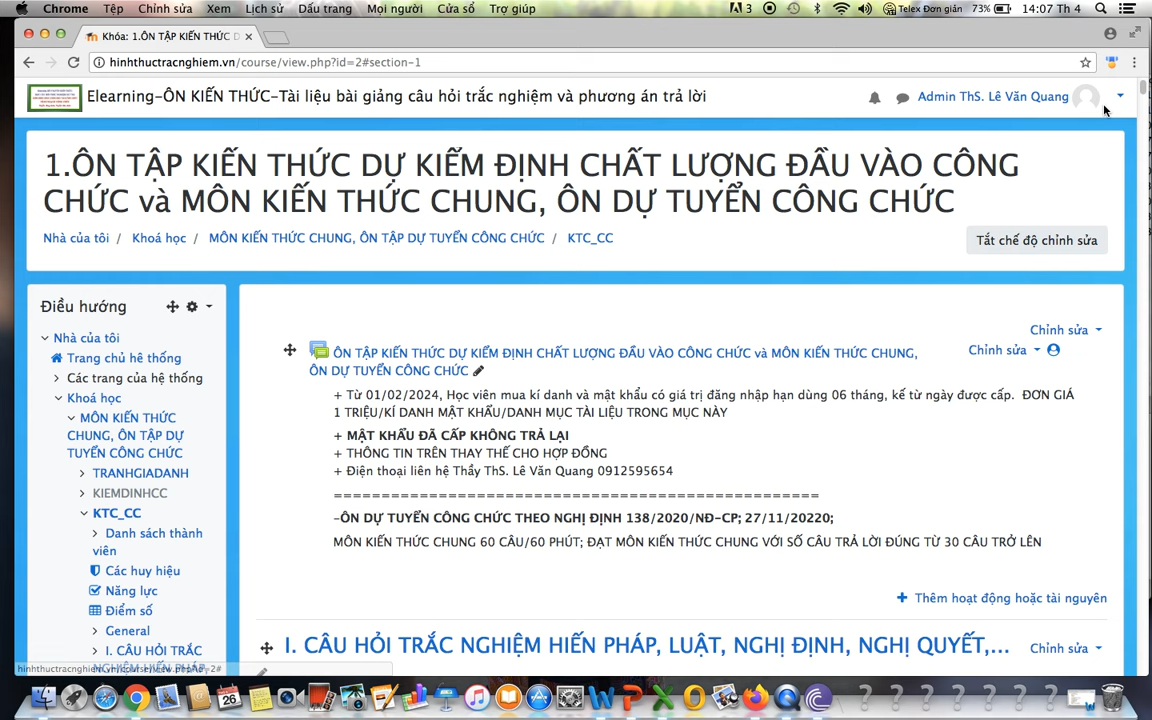 Chrome Tệp Chỉnh sửa Xem Lịch sử Dấu trang Mọi người Cửa sổ Trợ giúp 3 Telex Đơn giản 73% 14:07 Th 4
Khóa: 1.ÔN TẬP KIẾN THỨC D
hinhthuctracnghiem.vn/course/view.php?id=2#section-1
Elearning-ÔN KIẾN THỨC-Tài liệu bài giảng câu hỏi trắc nghiệm và phương án trả lời
Admin ThS. Lê Văn Quang
1.ÔN TẬP KIẾN THỨC DỰ KIỂM ĐỊNH CHẤT LƯỢNG ĐẦU VÀO CÔNG
CHỨC và MÔN KIẾN THỨC CHUNG, ÔN DỰ TUYỂN CÔNG CHỨC
Nhà của tôi / Khoá học / MÔN KIẾN THỨC CHUNG, ÔN TẬP DỰ TUYỂN CÔNG CHỨC / KTC_CC
Tắt chế độ chỉnh sửa
Điều hướng
Nhà của tôi
Trang chủ hệ thống
Các trang của hệ thống
Khoá học
MÔN KIẾN THỨC
CHUNG, ÔN TẬP DỰ
TUYỂN CÔNG CHỨC
TRANHGIADANH
KIEMDINHCC
KTC_CC
Danh sách thành
viên
Các huy hiệu
Năng lực
Điểm số
General
I. CÂU HỎI TRẮC
NGHIỆM HIẾN PHÁP,
hinhthuctracnghiem.vn/course/view.php?id=2#
Chỉnh sửa
ÔN TẬP KIẾN THỨC DỰ KIỂM ĐỊNH CHẤT LƯỢNG ĐẦU VÀO CÔNG CHỨC và MÔN KIẾN THỨC CHUNG,
ÔN DỰ TUYỂN CÔNG CHỨC
Chỉnh sửa
+ Từ 01/02/2024, Học viên mua kí danh và mật khẩu có giá trị đăng nhập hạn dùng 06 tháng, kế từ ngày được cấp. ĐƠN GIÁ
1 TRIỆU/KÍ DANH MẬT KHẨU/DANH MỤC TÀI LIỆU TRONG MỤC NÀY
+ MẬT KHẨU ĐÃ CẤP KHÔNG TRẢ LẠI
+ THÔNG TIN TRÊN THAY THẾ CHO HỢP ĐỒNG
+ Điện thoại liên hệ Thầy ThS. Lê Văn Quang 0912595654
=====================================================
-ÔN DỰ TUYỂN CÔNG CHỨC THEO NGHỊ ĐỊNH 138/2020/NĐ-CP; 27/11/20220;
MÔN KIẾN THỨC CHUNG 60 CÂU/60 PHÚT; ĐẠT MÔN KIẾN THỨC CHUNG VỚI SỐ CÂU TRẢ LỜI ĐÚNG TỪ 30 CÂU TRỞ LÊN
+ Thêm hoạt động hoặc tài nguyên
I. CÂU HỎI TRẮC NGHIỆM HIẾN PHÁP, LUẬT, NGHỊ ĐỊNH, NGHỊ QUYẾT,...
Chỉnh sửa
26